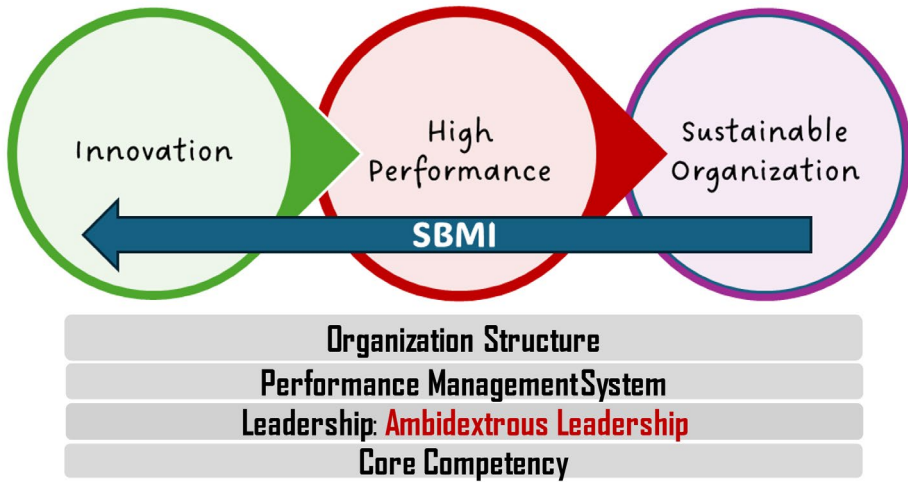 Innovation
High
Performance
Sustainable
Organization
SBMI
Organization Structure
Performance ManagementSystem
Leadership: Ambidextrous Leadership
Core Competency